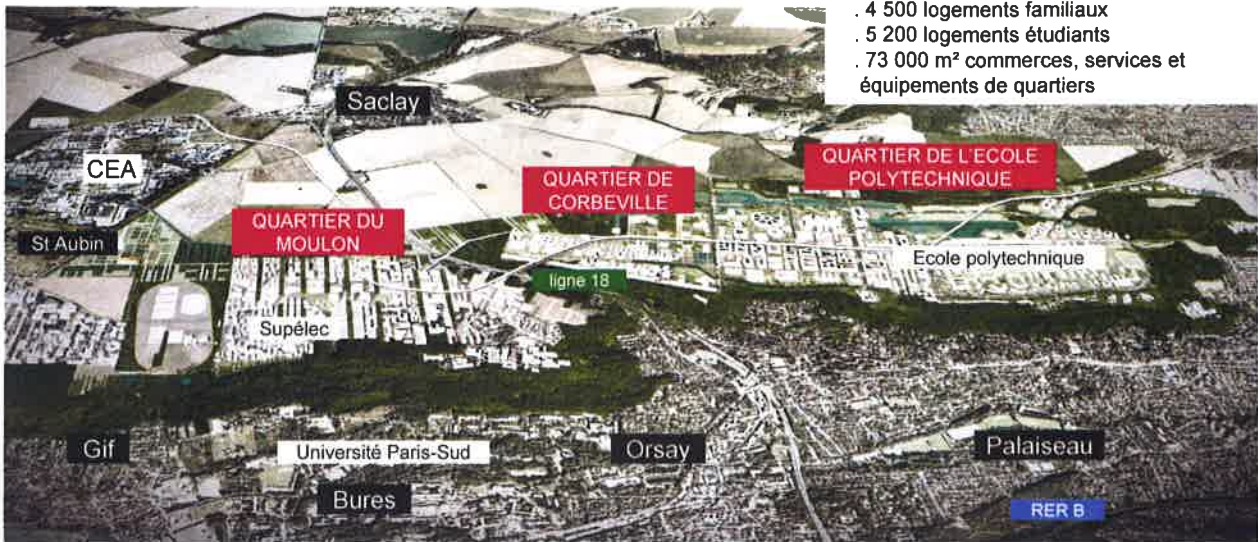 . 4 500 logements familiaux
. 5 200 logements étudiants
. 73 000 m² commerces, services et
équipements de quartiers
Saclay
CEA
QUARTIER DE L'ECOLE
POLYTECHNIQUE
QUARTIER DE
CORBEVILLE
QUARTIER DU
MOULON
St Aubin
Ecole polytechnique
ligne 18
Supélec
Gif
Université Paris-Sud
Orsay
Palaiseau
Bures
RER B